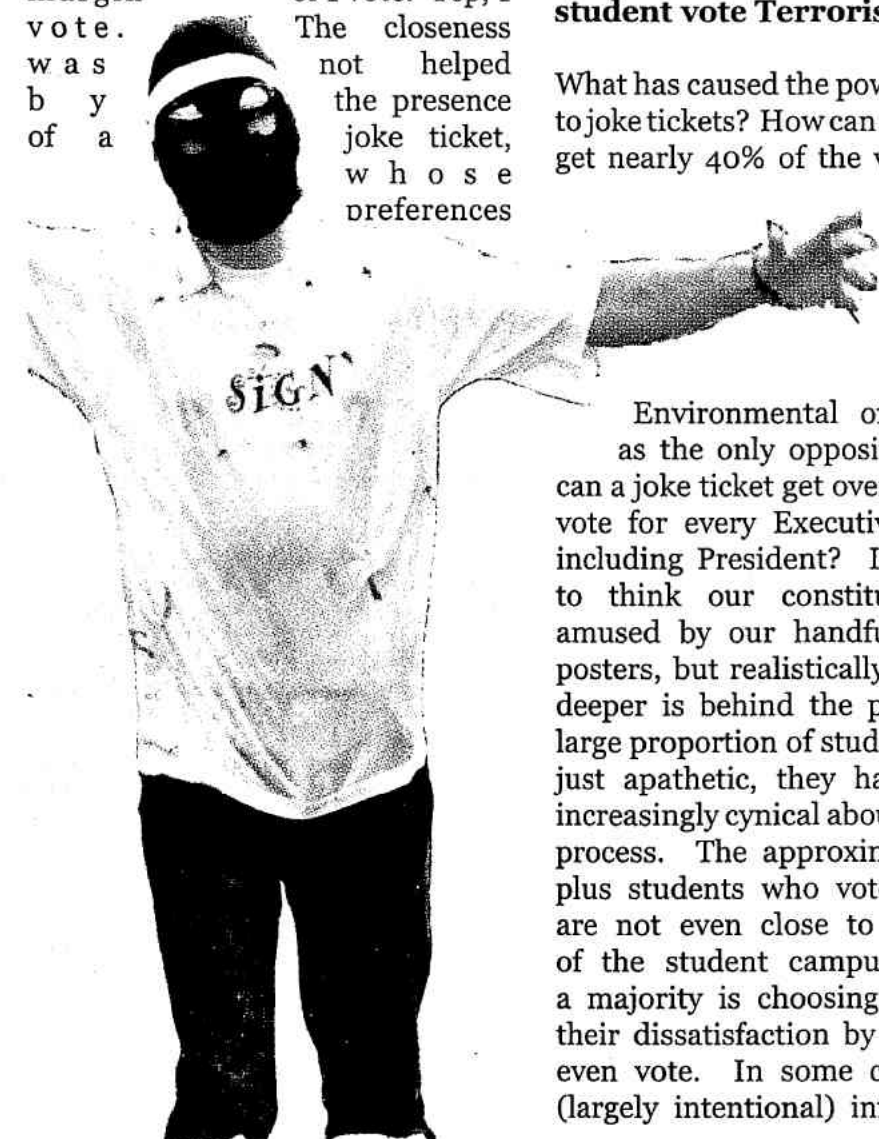 vote.
The closeness
was not helped
by the presence
of a joke ticket,
whose
preferences
SiGN
student vote Terroris
What has caused the pow
to joke tickets? How can
get nearly 40% of the
Environmental o
as the only opposi
can a joke ticket get ove
vote for every Executiv
including President? I
to think our constitu
amused by our handfu
posters, but realistically
deeper is behind the p
large proportion of stud
just apathetic, they ha
increasingly cynical abou
process. The approxin
plus students who vot
are not even close to
of the student campu
a majority is choosing
their dissatisfaction by
even vote. In some
(largely intentional) in